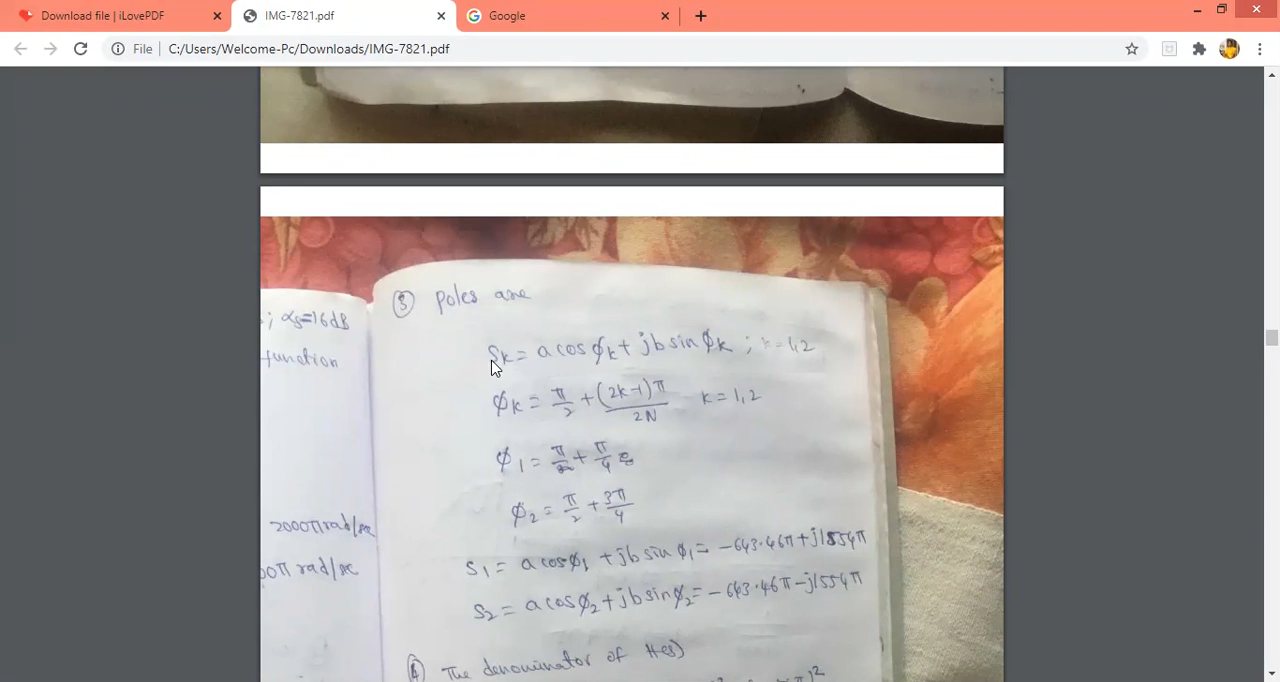 Download file | iLovePDF
IMG-7821.pdf
Google
File
C:/Users/Welcome-Pc/Downloads/IMG-7821.pdf
; αs=16dB
function
2000π rad/sec
00π rad/sec
③ Poles are
Sk = a cos ϕk + jb sin ϕk ; k=1,2
ϕk = π/2 + (2k-1)π/2N k = 1,2
ϕ1 = π/2 + π/4
ϕ2 = π/2 + 3π/4
S1 = a cos ϕ1 + jb sin ϕ1 = -643.46π + j1554π
S2 = a cos ϕ2 + jb sin ϕ2 = -643.46π - j1554π
④ The denominator of H(s)